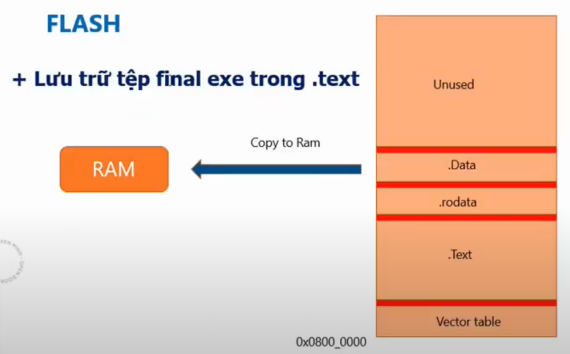 FLASH
+ Lưu trữ tệp final exe trong .text
Unused
Copy to Ram
RAM
.Data
.rodata
.Text
Vector table
0x0800_0000